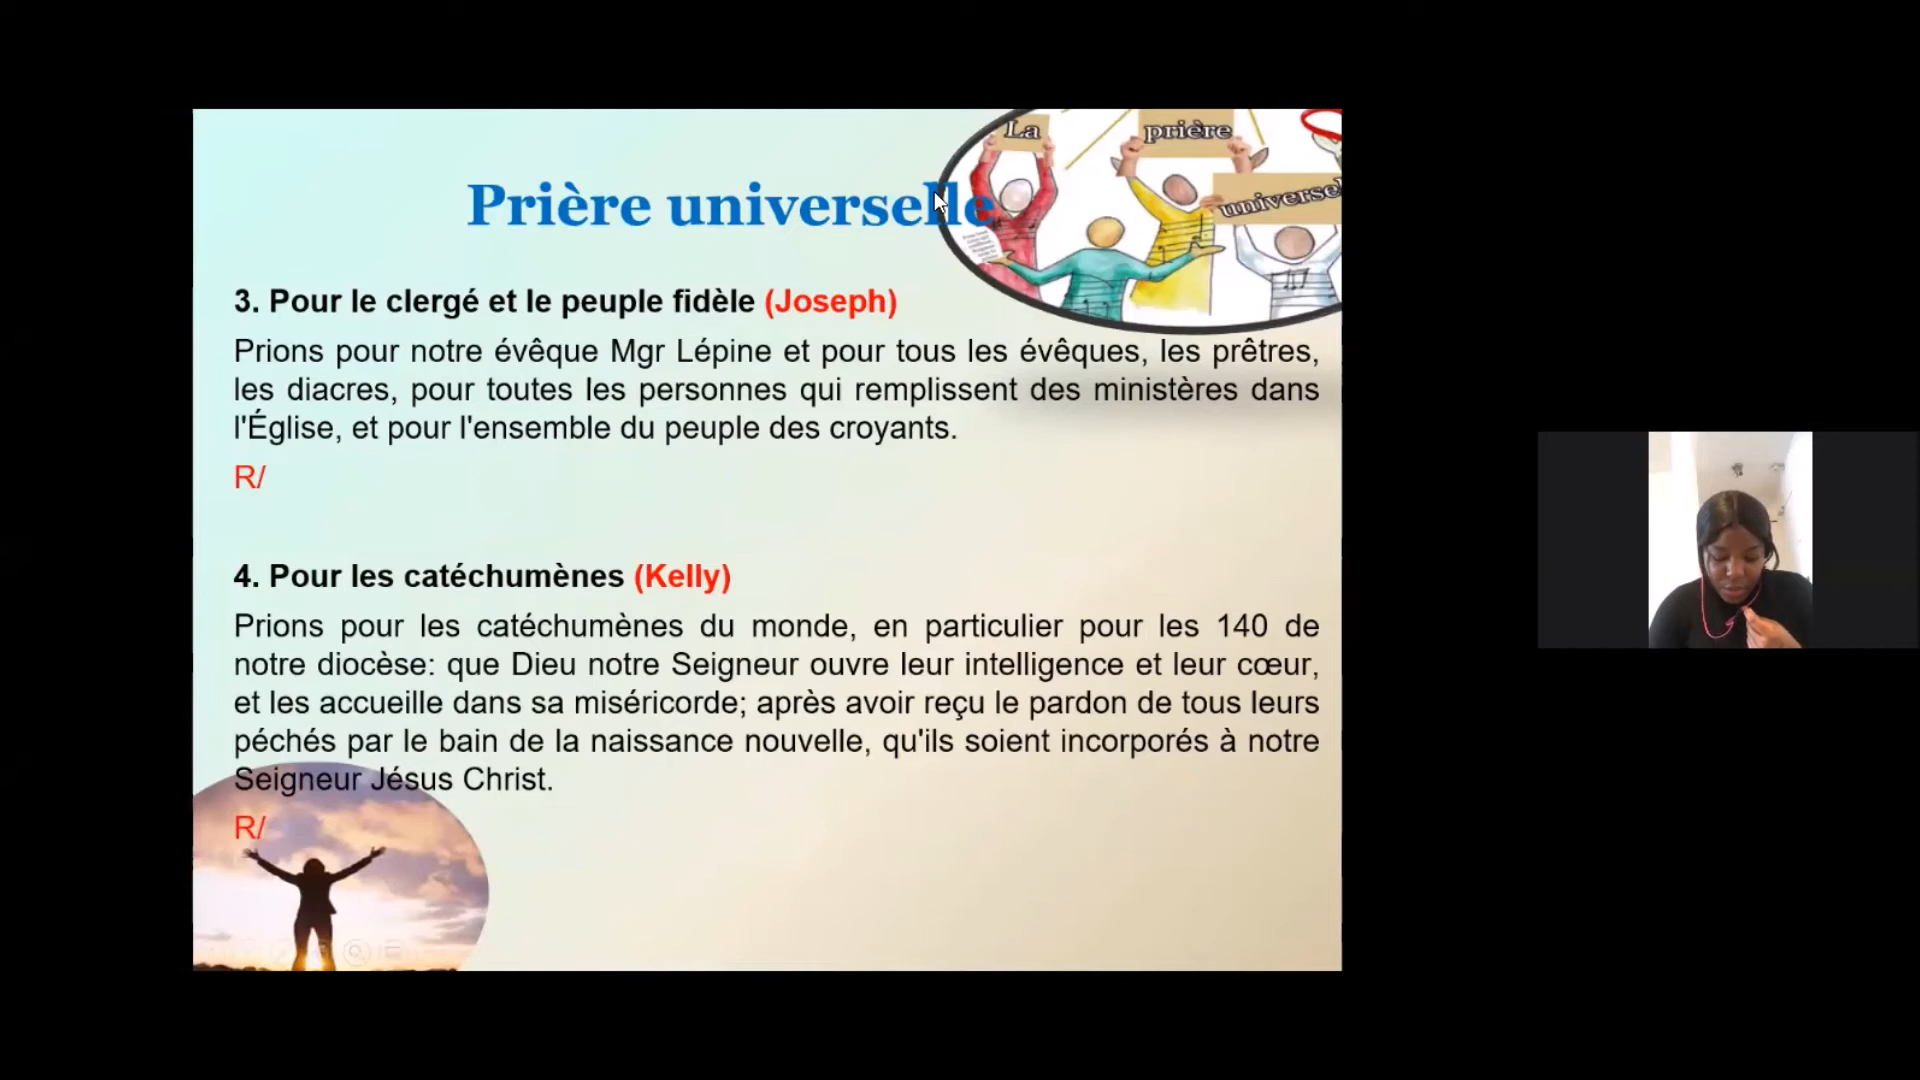 La
prière
universel
Prière universelle
3. Pour le clergé et le peuple fidèle (Joseph)
Prions pour notre évêque Mgr Lépine et pour tous les évêques, les prêtres,
les diacres, pour toutes les personnes qui remplissent des ministères dans
l'Église, et pour l'ensemble du peuple des croyants.
R/
4. Pour les catéchumènes (Kelly)
Prions pour les catéchumènes du monde, en particulier pour les 140 de
notre diocèse: que Dieu notre Seigneur ouvre leur intelligence et leur cœur,
et les accueille dans sa miséricorde; après avoir reçu le pardon de tous leurs
péchés par le bain de la naissance nouvelle, qu'ils soient incorporés à notre
Seigneur Jésus Christ.
R/